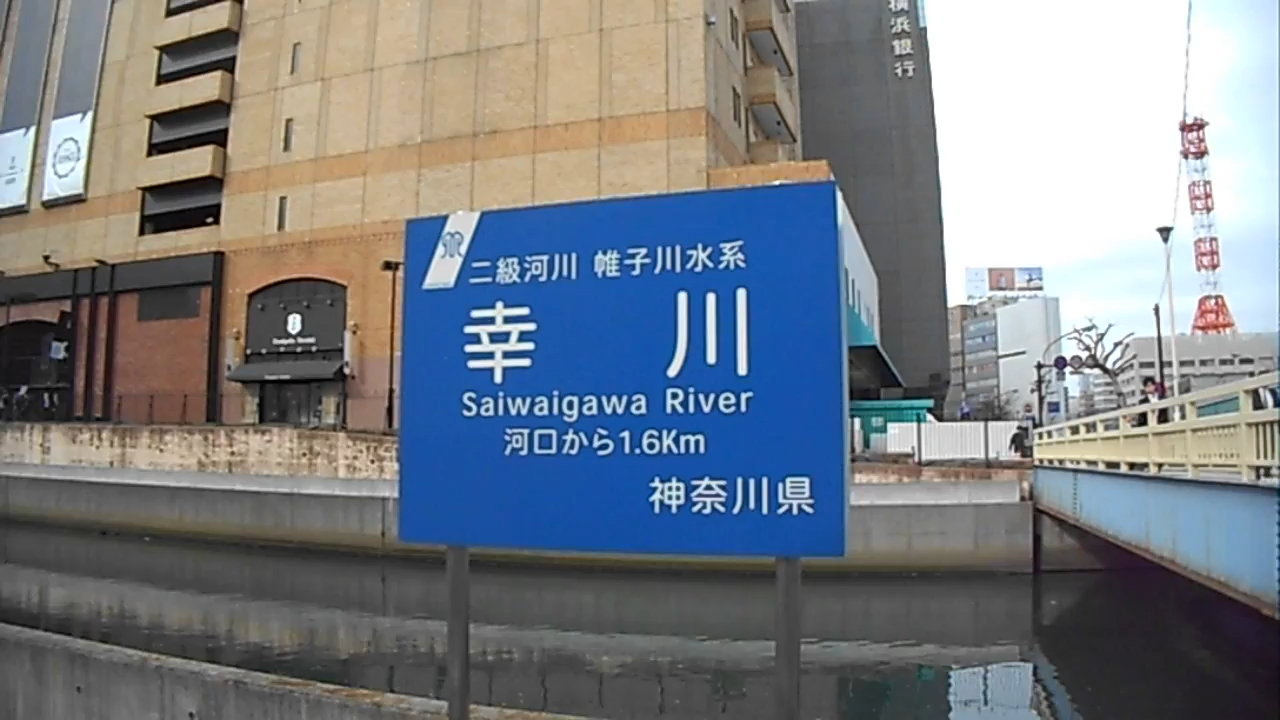 横浜銀行
二級河川 帷子川水系
幸川
Saiwaigawa River
河口から1.6Km
神奈川県